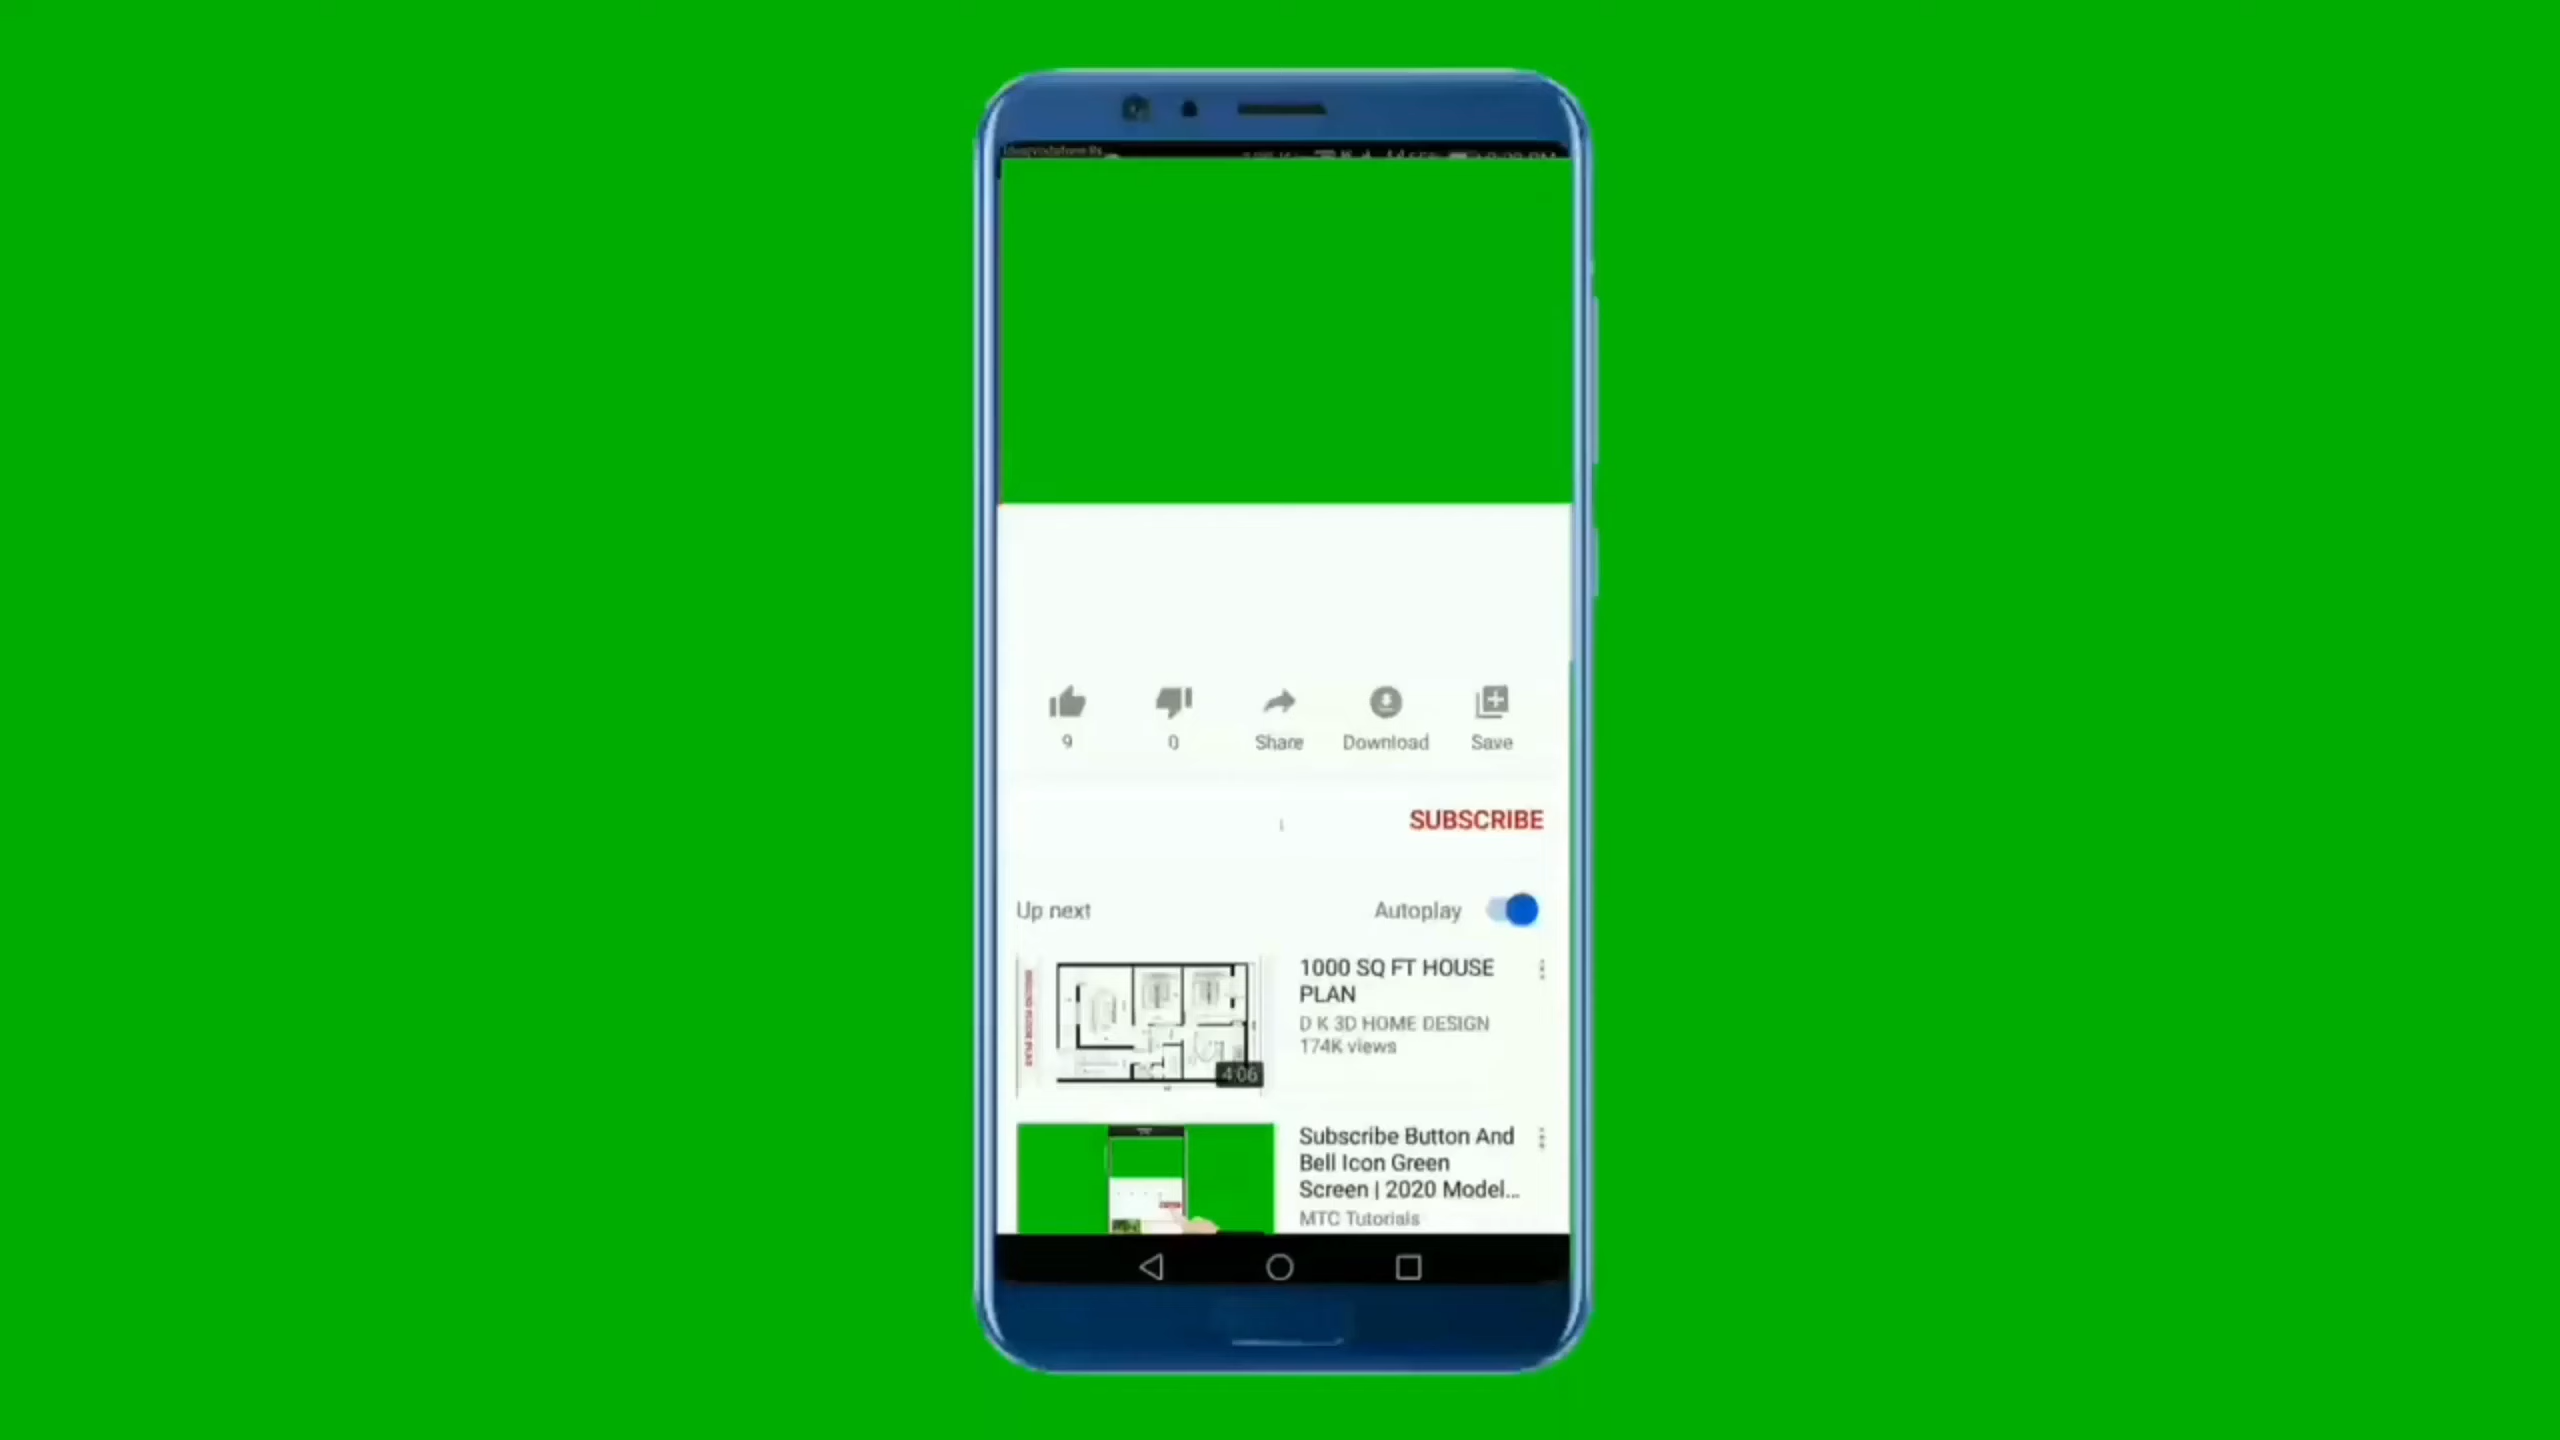 9
0
Share
Download
Save
SUBSCRIBE
Up next
Autoplay
1000 SQ FT HOUSE
PLAN
D K 3D HOME DESIGN
174K views
4:06
Subscribe Button And
Bell Icon Green
Screen | 2020 Model...
MTC Tutorials